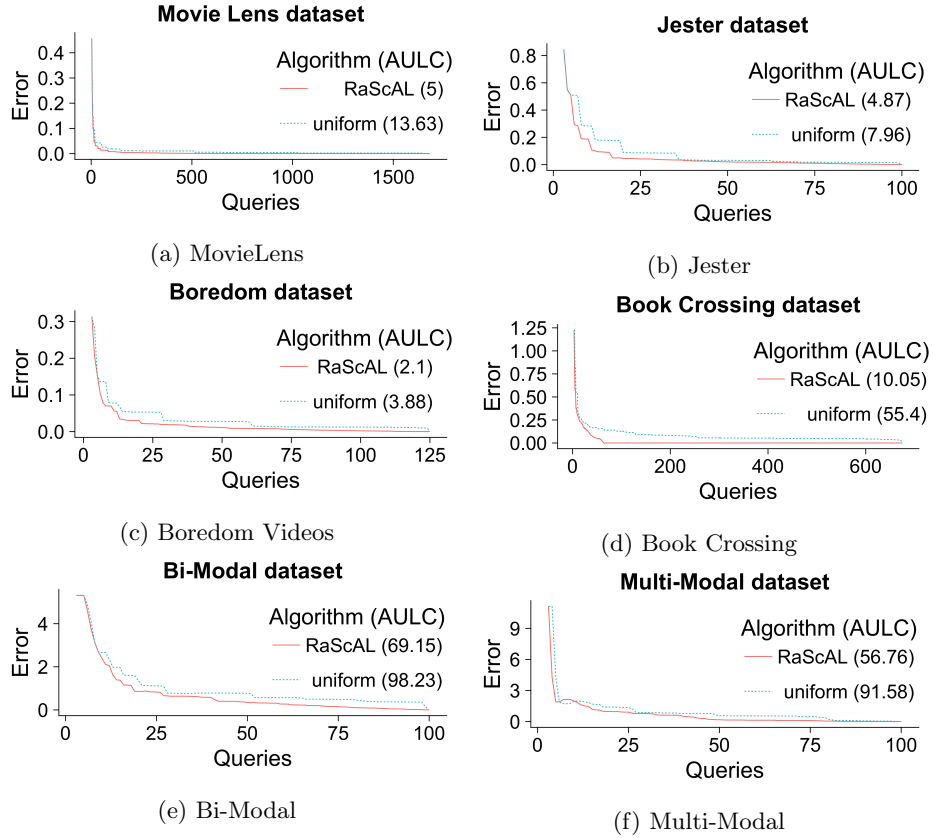 Movie Lens dataset
Error
0.4
0.3
0.2
0.1
0.0
Algorithm (AULC)
RaScAL (5)
uniform (13.63)
0 500 1000 1500
Queries
(a) MovieLens
Jester dataset
Error
0.8
0.6
0.4
0.2
0.0
Algorithm (AULC)
RaScAL (4.87)
uniform (7.96)
0 25 50 75 100
Queries
(b) Jester
Boredom dataset
Error
0.3
0.2
0.1
0.0
Algorithm (AULC)
RaScAL (2.1)
uniform (3.88)
0 25 50 75 100 125
Queries
(c) Boredom Videos
Book Crossing dataset
Error
1.25
1.00
0.75
0.50
0.25
0.00
Algorithm (AULC)
RaScAL (10.05)
uniform (55.4)
0 200 400 600
Queries
(d) Book Crossing
Bi-Modal dataset
Error
4
2
0
Algorithm (AULC)
RaScAL (69.15)
uniform (98.23)
0 25 50 75 100
Queries
(e) Bi-Modal
Multi-Modal dataset
Error
9
6
3
0
Algorithm (AULC)
RaScAL (56.76)
uniform (91.58)
0 25 50 75 100
Queries
(f) Multi-Modal